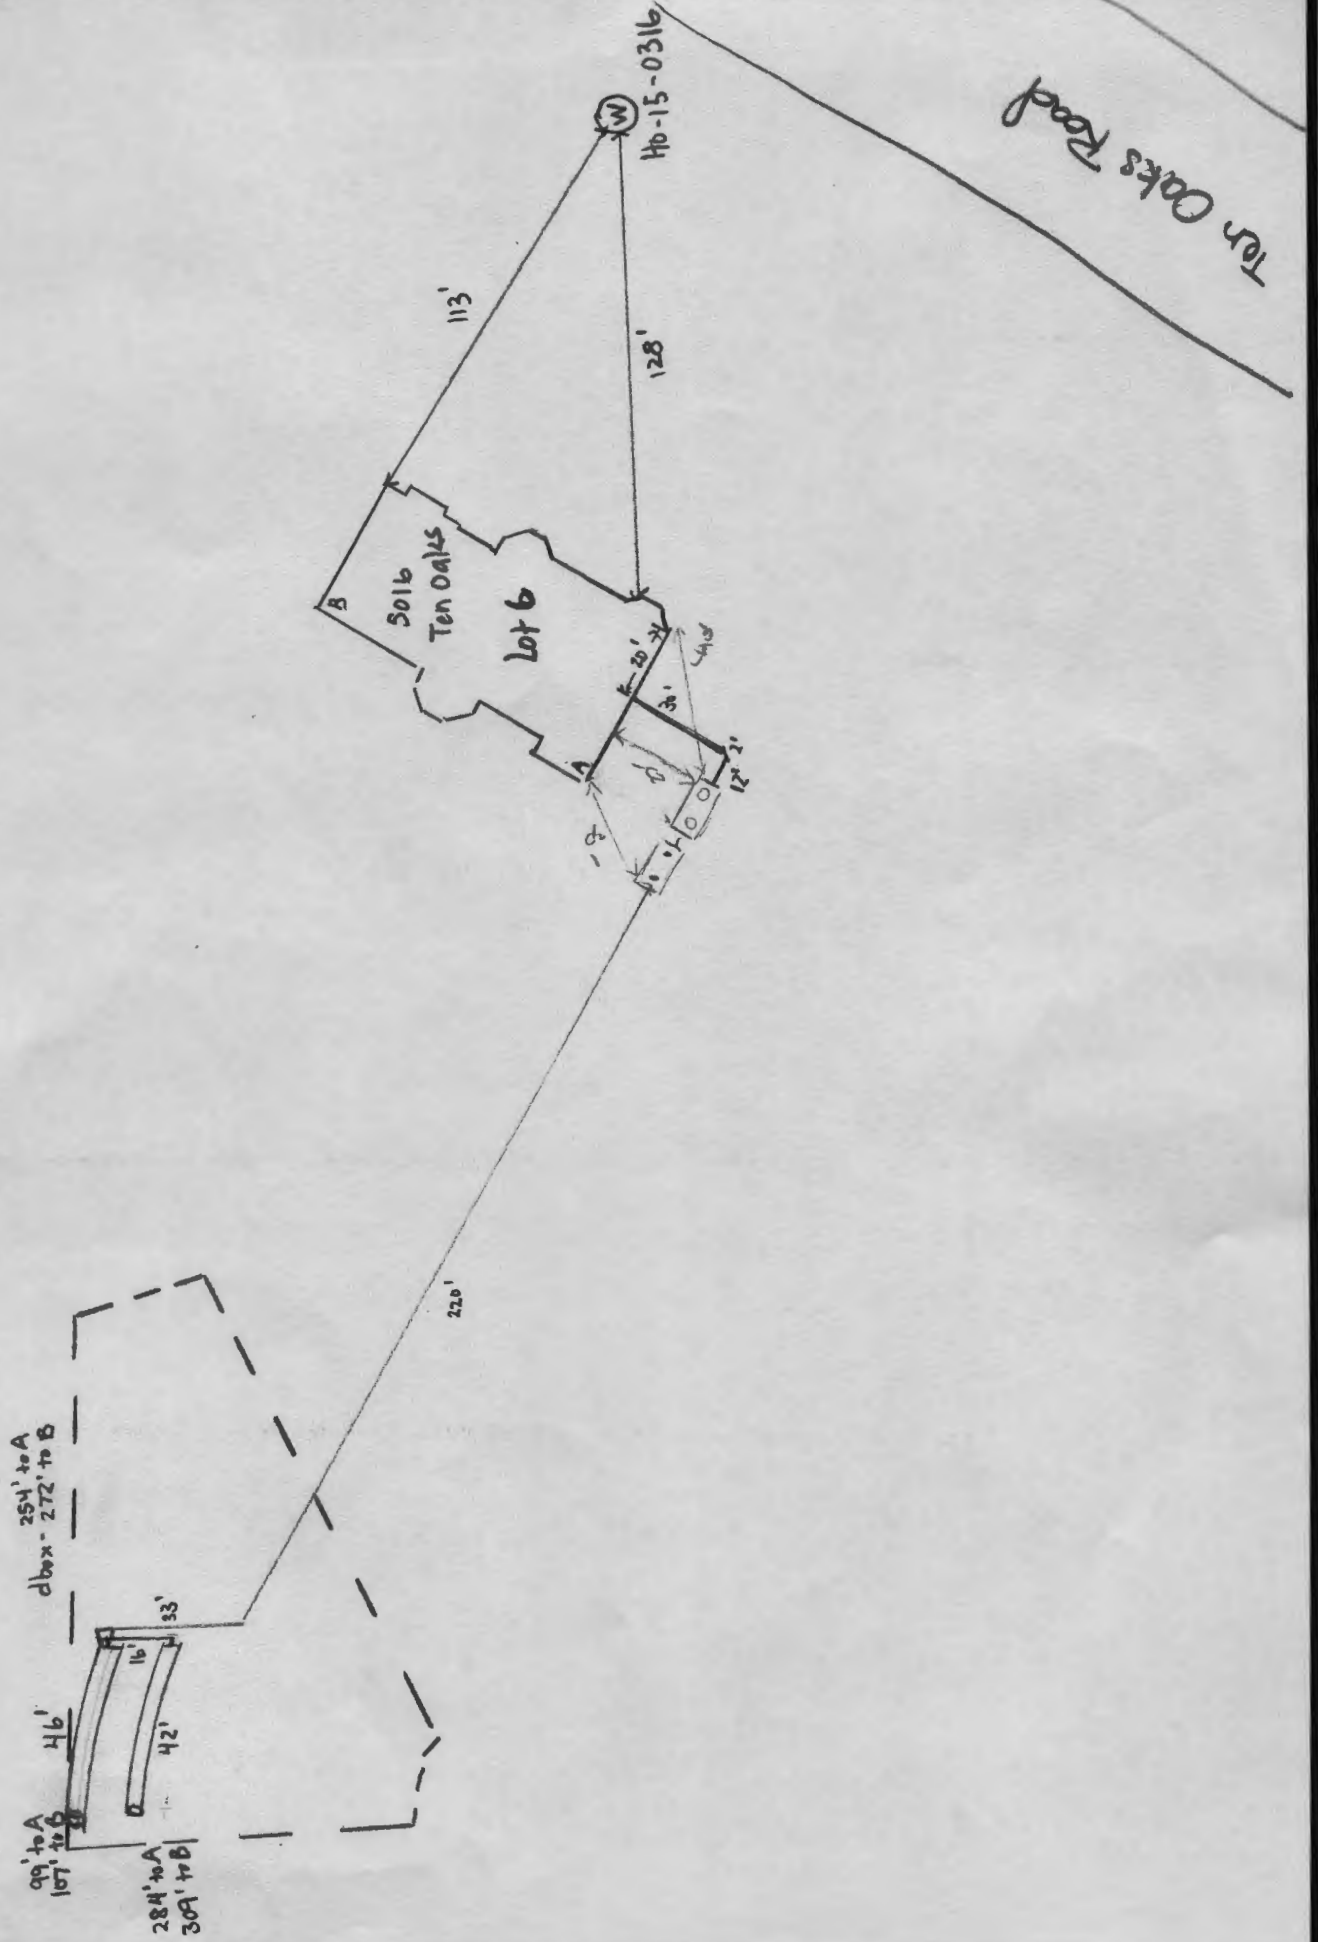 Ten Oaks Road
W
HO-15-0316
113'
128'
B
5016
Ten Oaks
Lot 6
20'
30'
A
2'
12"
220'
254' to A
dbox - 272' to B
33'
16'
46'
42'
99' to A
107' to B
284' to A
309' to B